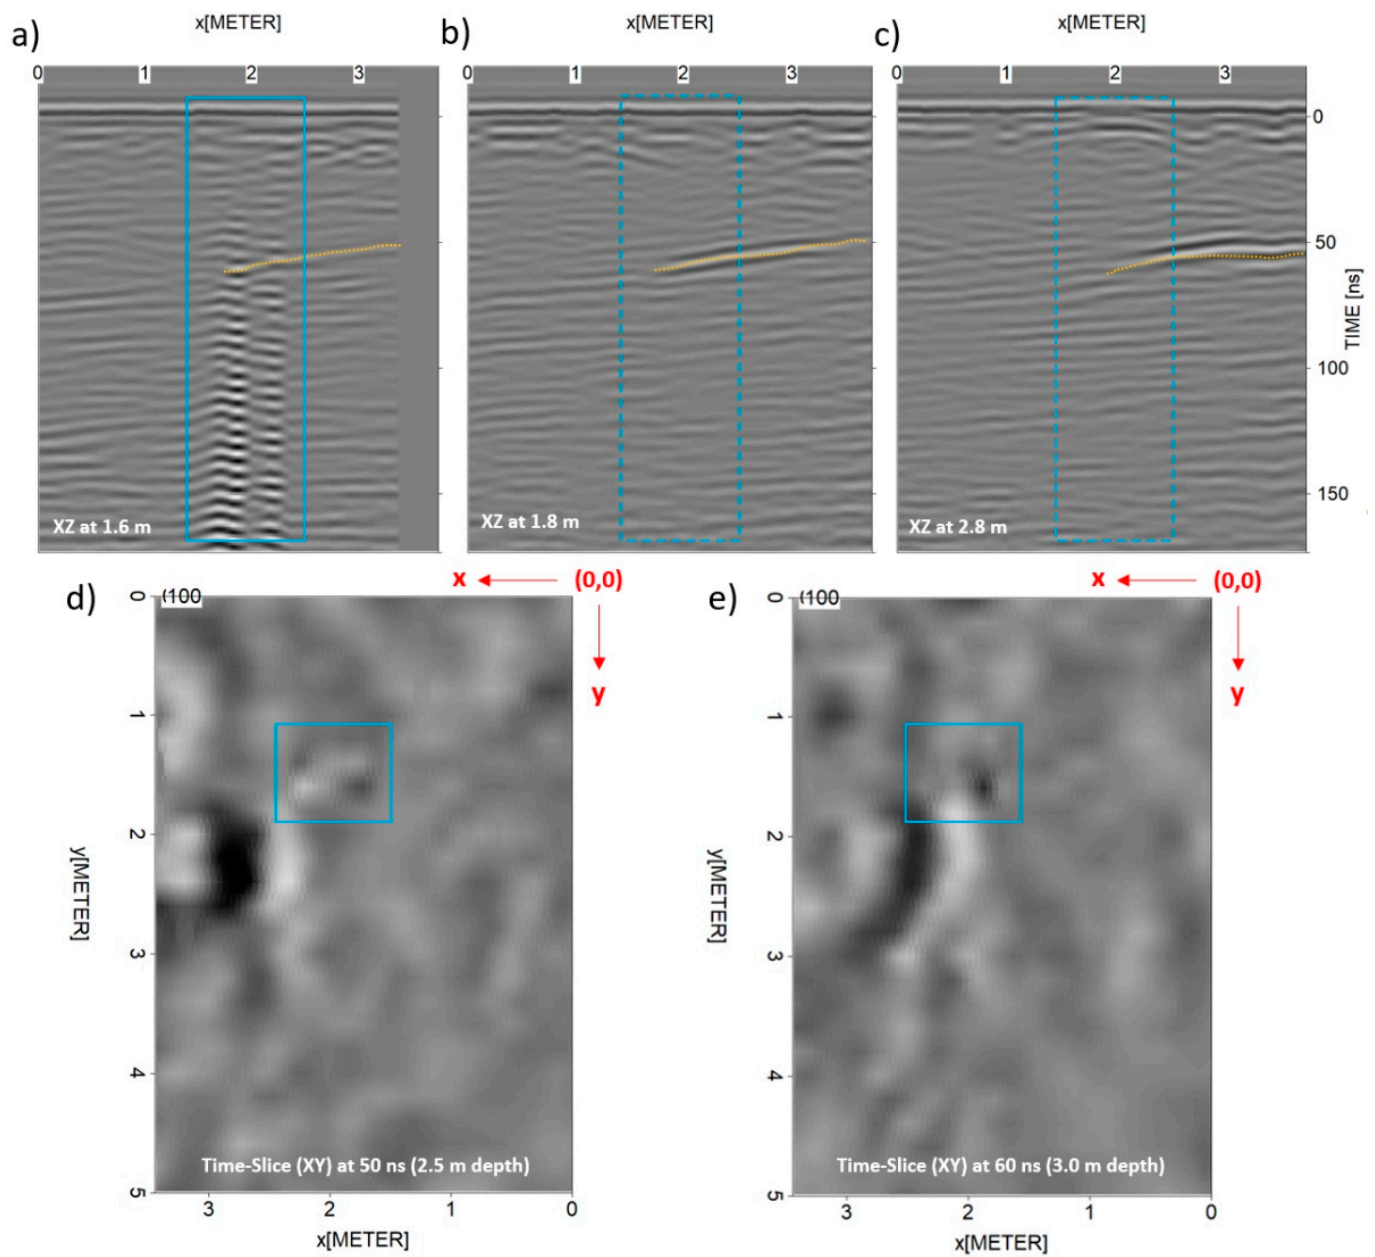 a)
x[METER]
0 1 2 3
XZ at 1.6 m
b)
x[METER]
0 1 2 3
XZ at 1.8 m
c)
x[METER]
0 1 2 3
0
50
100
150
TIME [ns]
XZ at 2.8 m
d)
x
(0,0)
y
(100
0
1
2
3
4
5
y[METER]
Time-Slice (XY) at 50 ns (2.5 m depth)
3 2 1 0
x[METER]
e)
x
(0,0)
y
(100
0
1
2
3
4
5
y[METER]
Time-Slice (XY) at 60 ns (3.0 m depth)
3 2 1 0
x[METER]